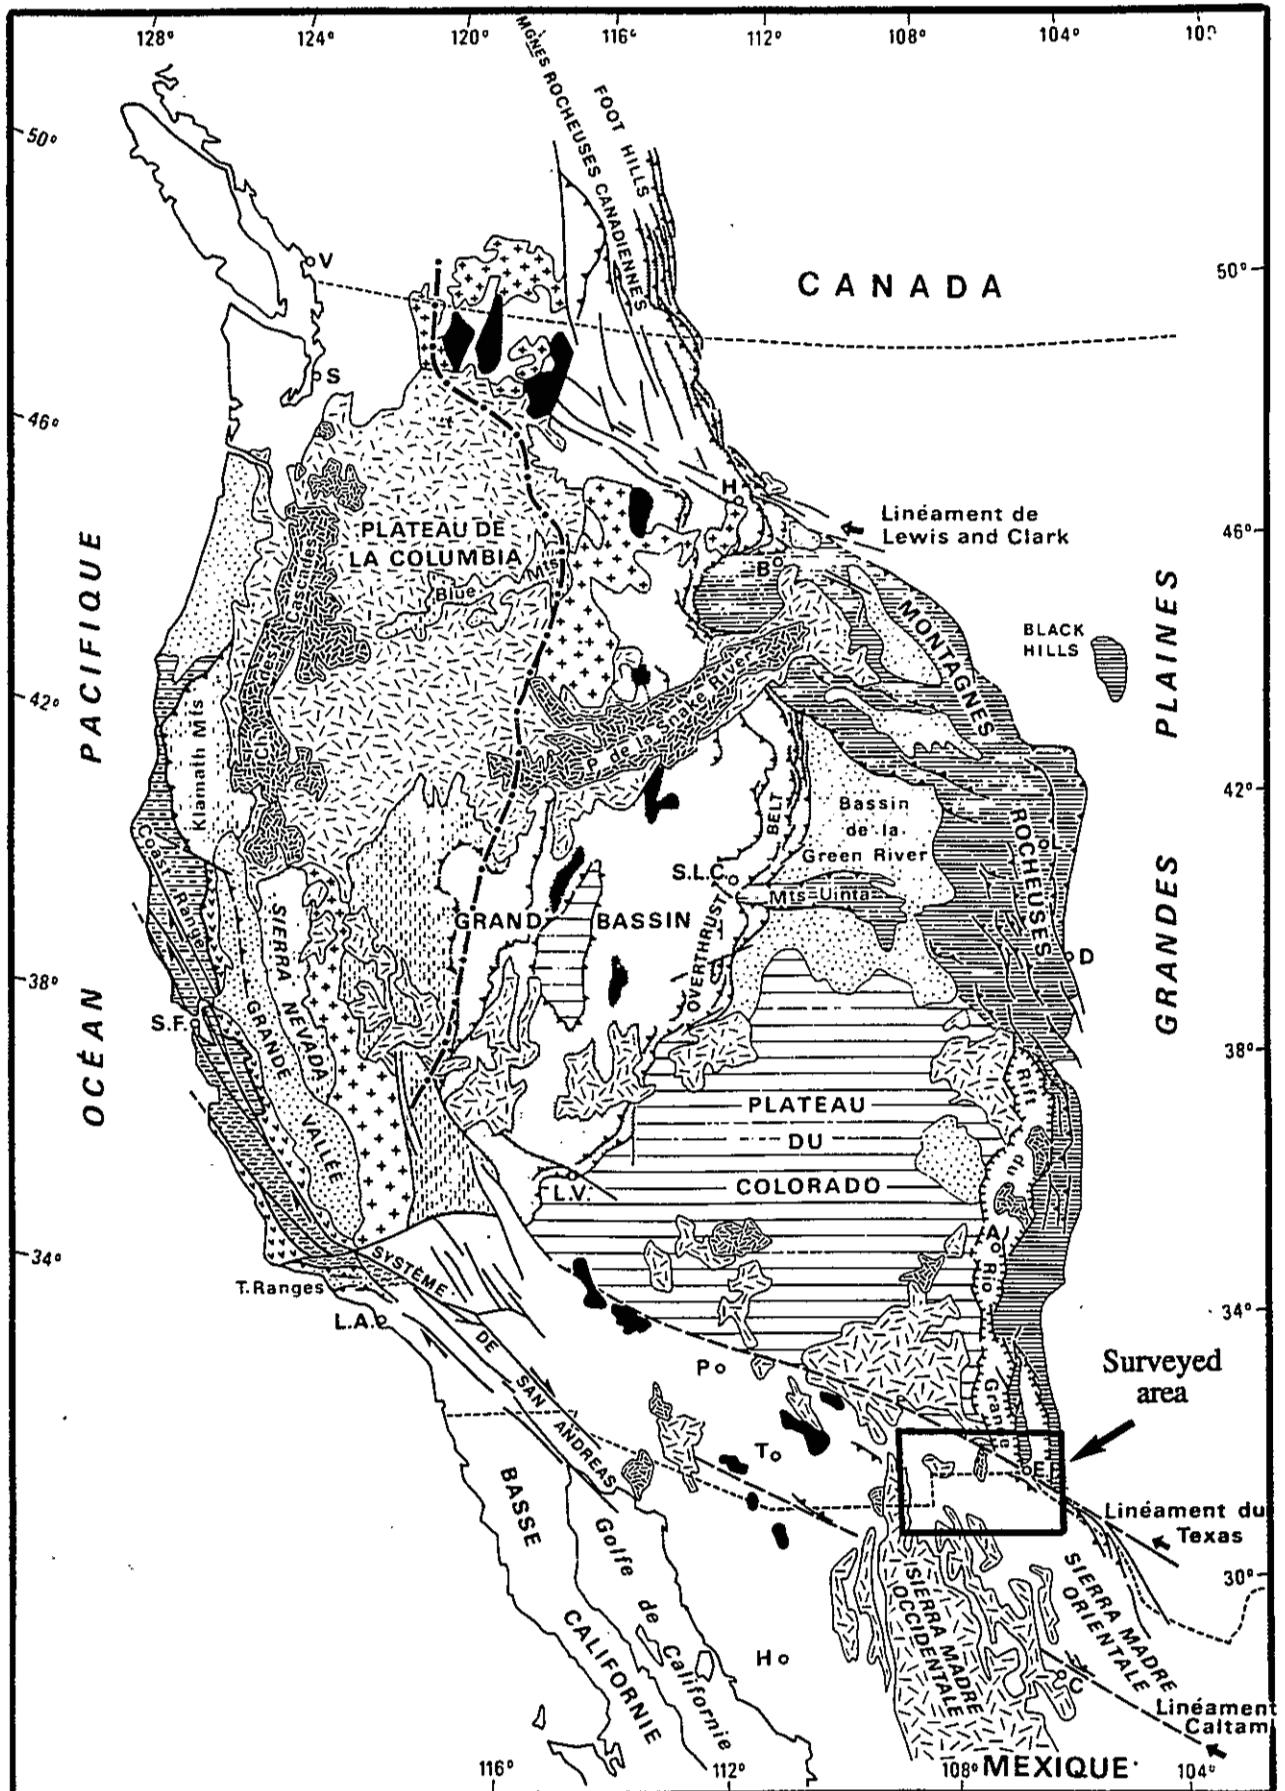 128°
124°
120°
116°
112°
108°
104°
50°
50°
46°
46°
42°
42°
38°
38°
34°
34°
30°
116°
112°
108°
104°
MGNES ROCHEUSES CANADIENNES
FOOT HILLS
CANADA
V
S
H
B
Linéament de
Lewis and Clark
PLATEAU DE
LA COLUMBIA
Blue Mts
Ch. des Cascades
P. de la Snake River
MONTAGNES
ROCHEUSES
BLACK
HILLS
GRANDES PLAINES
OCÉAN PACIFIQUE
Klamath Mts
Coast Range
SIERRA NEVADA
GRANDE VALLÉE
GRAND BASSIN
OVERTHRUST BELT
Bassin
de la
Green River
Mts Uinta
S.L.C.
L.
D
S.F.
PLATEAU
DU
COLORADO
Rift du Rio Grande
A
L.V.
T. Ranges
L.A.
SYSTÈME DE SAN ANDREAS
P
T
E.P.
Surveyed
area
Linéament du
Texas
BASSE CALIFORNIE
Golfe de Californie
H
SIERRA MADRE
OCCIDENTALE
SIERRA MADRE
ORIENTALE
C
Linéament
Caltam
MEXIQUE